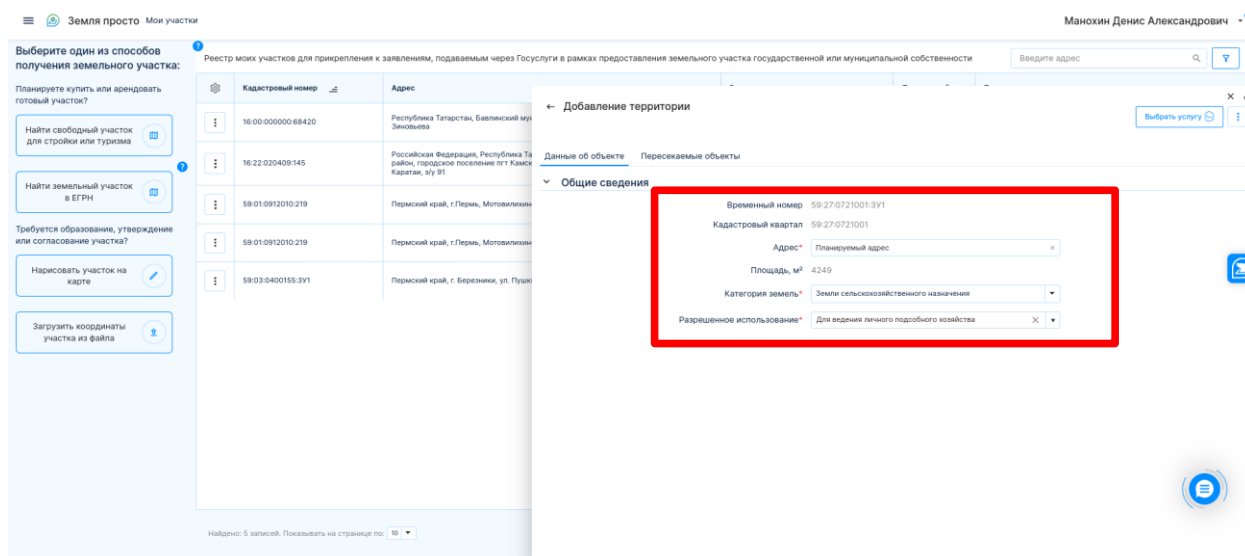 Земля просто Мои участки
Манохин Денис Александрович
Выберите один из способов
получения земельного участка:
Планируете купить или арендовать
готовый участок?
Найти свободный участок
для стройки или туризма
?
Найти земельный участок
в ЕГРН
Требуется образование, утверждение
или согласование участка?
Нарисовать участок на
карте
Загрузить координаты
участка из файла
?
Реестр моих участков для прикрепления к заявлениям, подаваемым через Госуслуги в рамках предоставления земельного участка государственной или муниципальной собственности
Введите адрес
Кадастровый номер Адрес
16:00:000000:68420 Республика Татарстан, Бавлинский мун
Зиновьева
16:22:020409:145 Российская Федерация, Республика Та
район, городское поселение пгт Камск
Каратаи, з/у 91
59:01:0912010:219 Пермский край, г.Пермь, Мотовилихин
59:01:0912010:219 Пермский край, г.Пермь, Мотовилихин
59:03:0400155:ЗУ1 Пермский край, г. Березники, ул. Пушк
Найдено: 5 записей. Показывать на странице по: 10
← Добавление территории
Выбрать услугу
Данные об объекте Пересекаемые объекты
Общие сведения
Временный номер 59:27:0721001:ЗУ1
Кадастровый квартал 59:27:0721001
Адрес* Планируемый адрес
Площадь, м² 4249
Категория земель* Земли сельскохозяйственного назначения
Разрешенное использование* Для ведения личного подсобного хозяйства